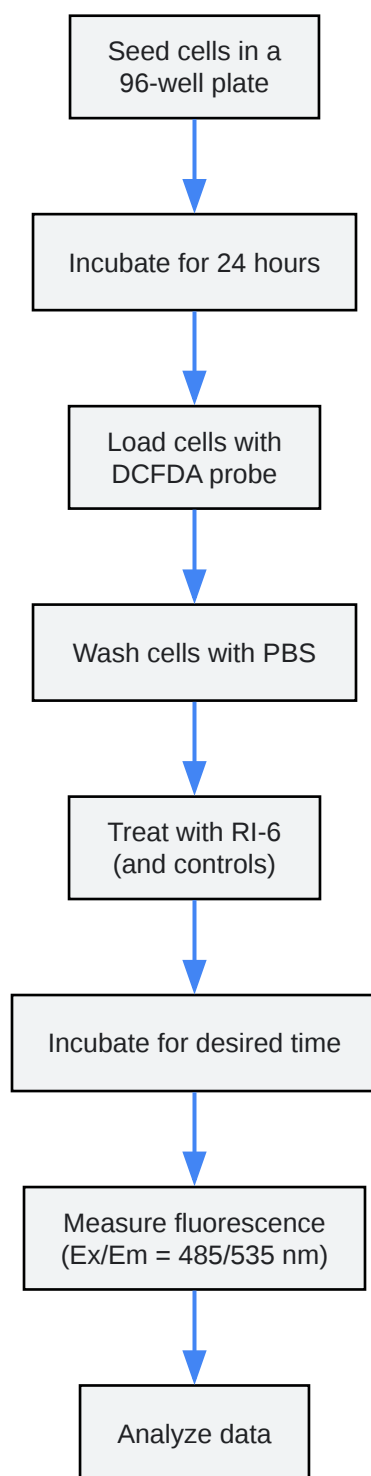 Seed cells in a
96-well plate
Incubate for 24 hours
Load cells with
DCFDA probe
Wash cells with PBS
Treat with RI-6
(and controls)
Incubate for desired time
Measure fluorescence
(Ex/Em = 485/535 nm)
Analyze data